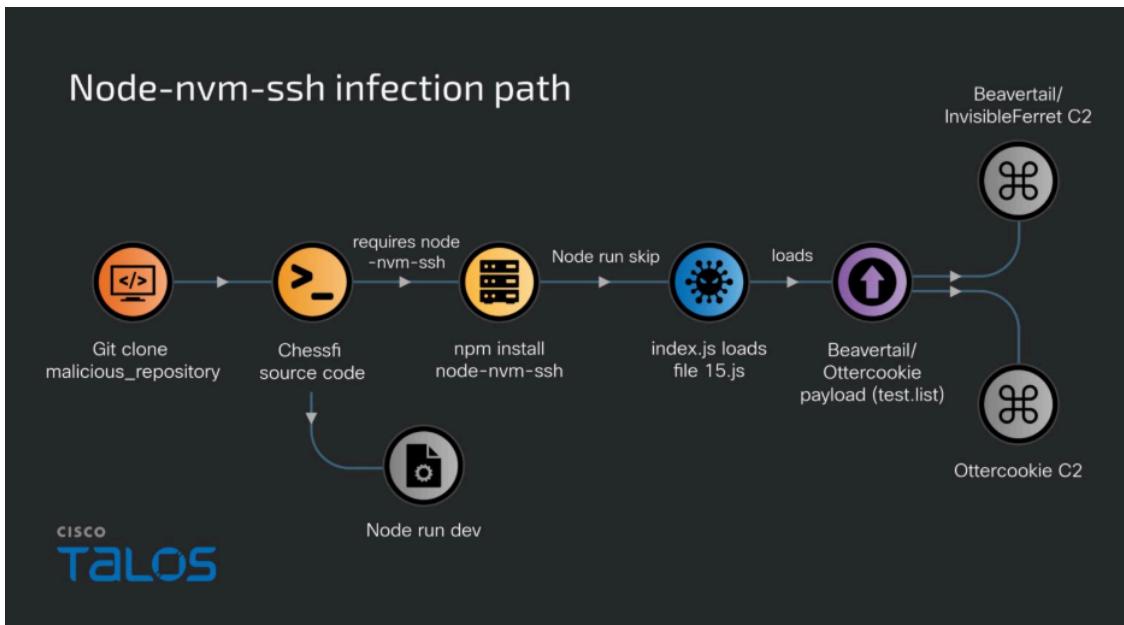 Node-nvm-ssh infection path
Beavertail/
InvisibleFerret C2
requires node
-nvm-ssh
Node run skip
loads
</>
>_
Git clone
malicious_repository
Chessfi
source code
npm install
node-nvm-ssh
index.js loads
file 15.js
Beavertail/
Ottercookie
payload (test.list)
Ottercookie C2
Node run dev
CISCO
TALOS